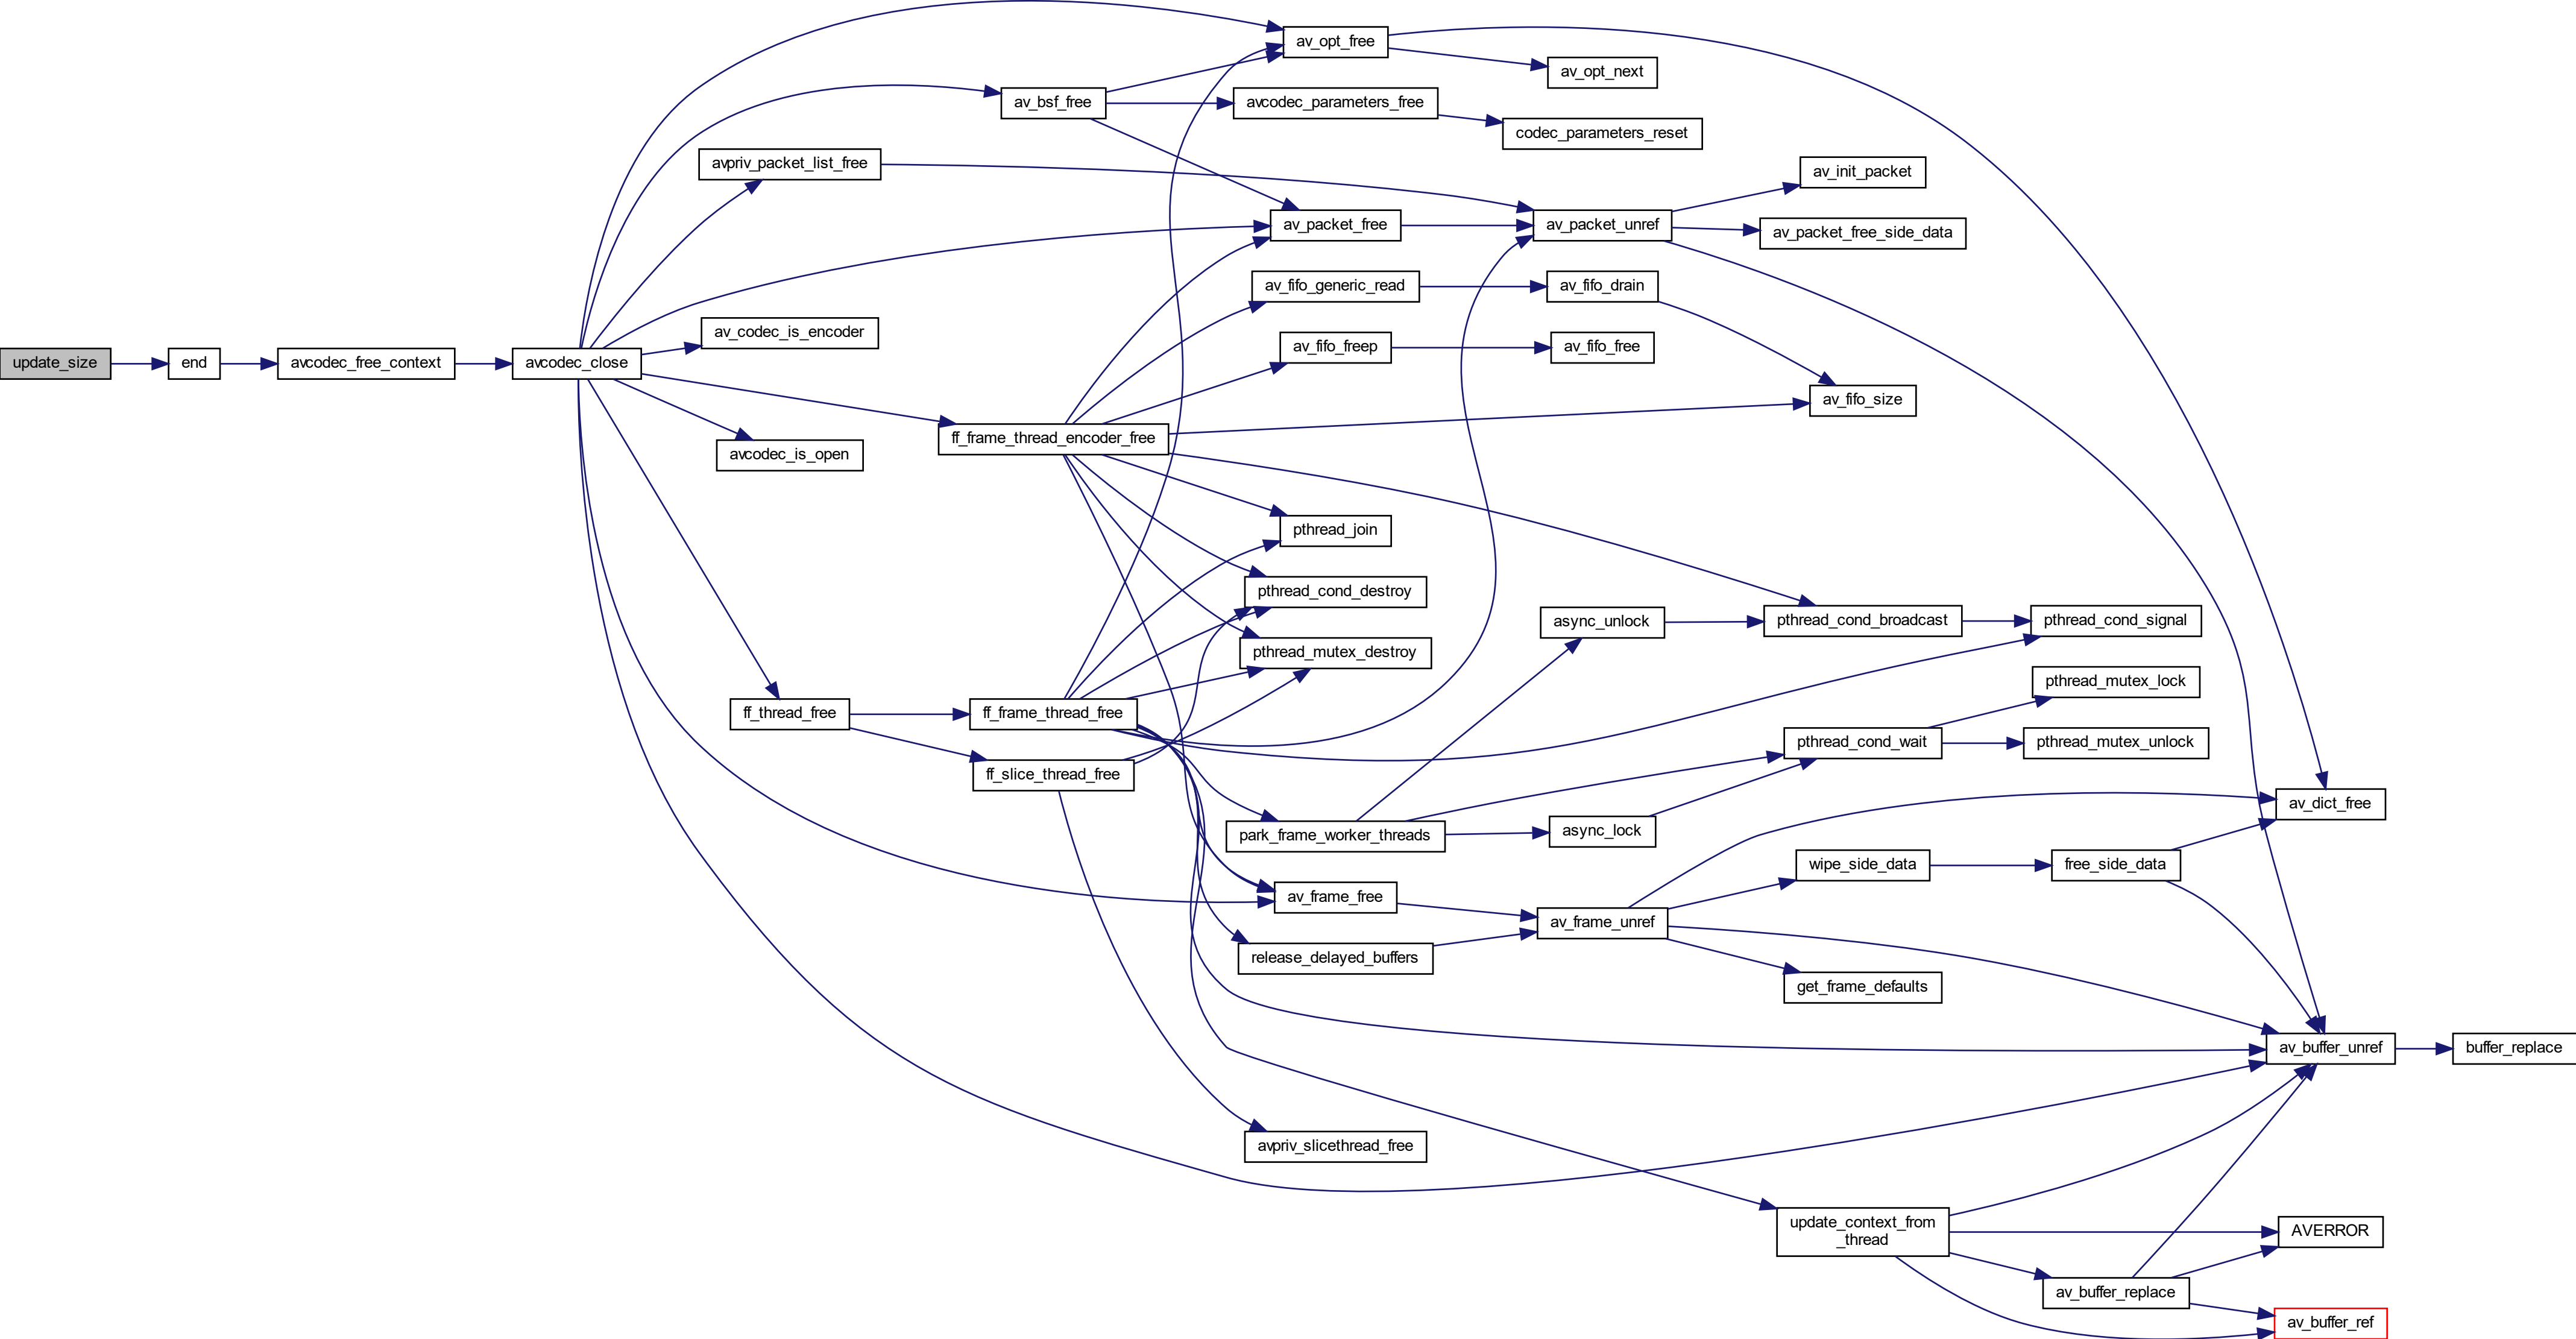 av_opt_free
av_opt_next
av_bsf_free
avcodec_parameters_free
codec_parameters_reset
avpriv_packet_list_free
av_init_packet
av_packet_free
av_packet_unref
av_packet_free_side_data
av_fifo_generic_read
av_fifo_drain
av_codec_is_encoder
av_fifo_freep
av_fifo_free
update_size
end
avcodec_free_context
avcodec_close
av_fifo_size
ff_frame_thread_encoder_free
avcodec_is_open
pthread_join
pthread_cond_destroy
async_unlock
pthread_cond_broadcast
pthread_cond_signal
pthread_mutex_destroy
pthread_mutex_lock
ff_thread_free
ff_frame_thread_free
pthread_cond_wait
pthread_mutex_unlock
ff_slice_thread_free
av_dict_free
park_frame_worker_threads
async_lock
wipe_side_data
free_side_data
av_frame_free
av_frame_unref
release_delayed_buffers
get_frame_defaults
av_buffer_unref
buffer_replace
avpriv_slicethread_free
update_context_from
_thread
AVERROR
av_buffer_replace
av_buffer_ref